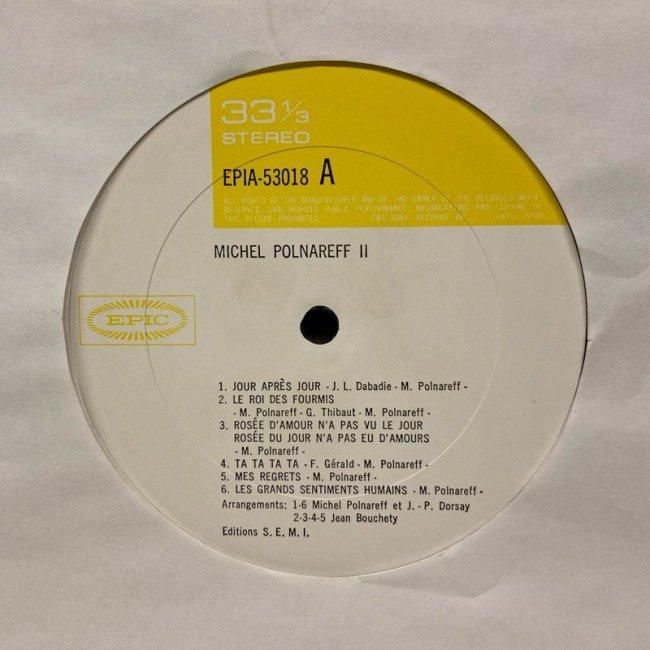 33 1/3
STEREO
EPIA-53018 A
ALL RIGHTS OF THE MANUFACTURER AND OF THE OWNER OF THE RECORDED WORK
RESERVED. UNAUTHORIZED PUBLIC PERFORMANCE, BROADCASTING AND COPYING OF
THIS RECORD PROHIBITED. CBS/SONY RECORDS INC. TOKYO JAPAN.
MICHEL POLNAREFF II
EPIC
1. JOUR APRÈS JOUR - J. L. Dabadie - M. Polnareff -
2. LE ROI DES FOURMIS
- M. Polnareff - G. Thibaut - M. Polnareff -
3. ROSÉE D'AMOUR N'A PAS VU LE JOUR
ROSÉE DU JOUR N'A PAS EU D'AMOURS
- M. Polnareff -
4. TA TA TA TA - F. Gérald - M. Polnareff -
5. MES REGRETS - M. Polnareff -
6. LES GRANDS SENTIMENTS HUMAINS - M. Polnareff -
Arrangements: 1-6 Michel Polnareff et J. - P. Dorsay
2-3-4-5 Jean Bouchety
Editions S. E. M. I.